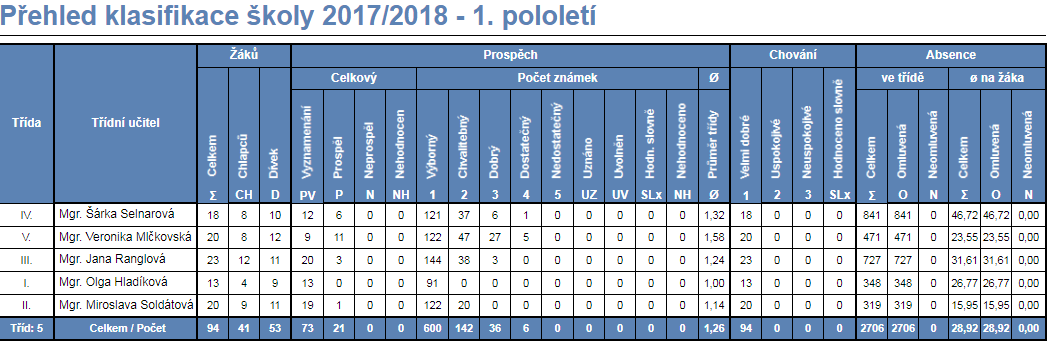 Přehled klasifikace školy 2017/2018 - 1. pololetí
Třída Třídní učitel Žáků Prospěch Chování Absence
Celkový Počet známek Ø ve třídě ø na žáka
Celkem Chlapců Dívek Vyznamenání Prospěl Neprospěl Nehodnocen Výborný Chvalitebný Dobrý Dostatečný Nedostatečný Uznáno Uvolněn Hodn. slovně Nehodnoceno Průměr třídy Velmi dobré Uspokojivé Neuspokojivé Hodnoceno slovně Celkem Omluvená Neomluvená Celkem Omluvená Neomluvená
Σ CH D PV P N NH 1 2 3 4 5 UZ UV SLx NH Ø 1 2 3 SLx Σ O N Σ O N
IV. Mgr. Šárka Selnarová 18 8 10 12 6 0 0 121 37 6 1 0 0 0 0 0 1,32 18 0 0 0 841 841 0 46,72 46,72 0,00
V. Mgr. Veronika Mlčkovská 20 8 12 9 11 0 0 122 47 27 5 0 0 0 0 0 1,58 20 0 0 0 471 471 0 23,55 23,55 0,00
III. Mgr. Jana Ranglová 23 12 11 20 3 0 0 144 38 3 0 0 0 0 0 0 1,24 23 0 0 0 727 727 0 31,61 31,61 0,00
I. Mgr. Olga Hladíková 13 4 9 13 0 0 0 91 0 0 0 0 0 0 0 0 1,00 13 0 0 0 348 348 0 26,77 26,77 0,00
II. Mgr. Miroslava Soldátová 20 9 11 19 1 0 0 122 20 0 0 0 0 0 0 0 1,14 20 0 0 0 319 319 0 15,95 15,95 0,00
Tříd: 5 Celkem / Počet 94 41 53 73 21 0 0 600 142 36 6 0 0 0 0 0 1,26 94 0 0 0 2706 2706 0 28,92 28,92 0,00